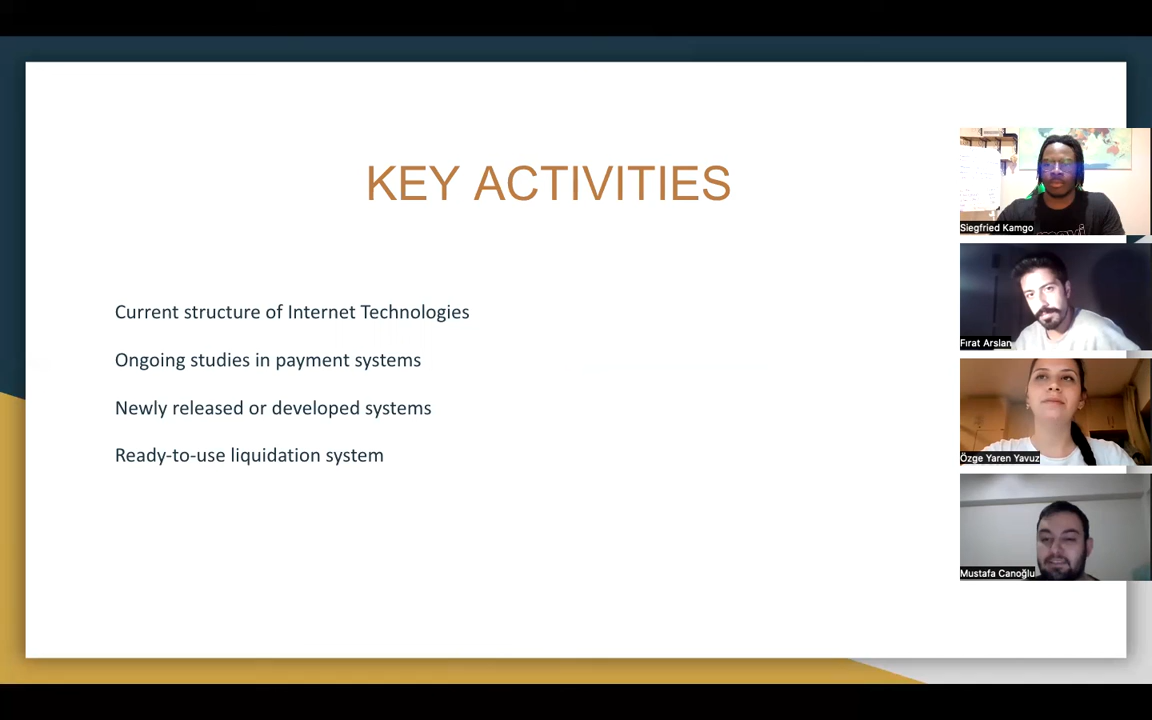 KEY ACTIVITIES
Current structure of Internet Technologies
Ongoing studies in payment systems
Newly released or developed systems
Ready-to-use liquidation system
Siegfried Kamgo
Fırat Arslan
Özge Yaren Yavuz
Mustafa Canoğlu